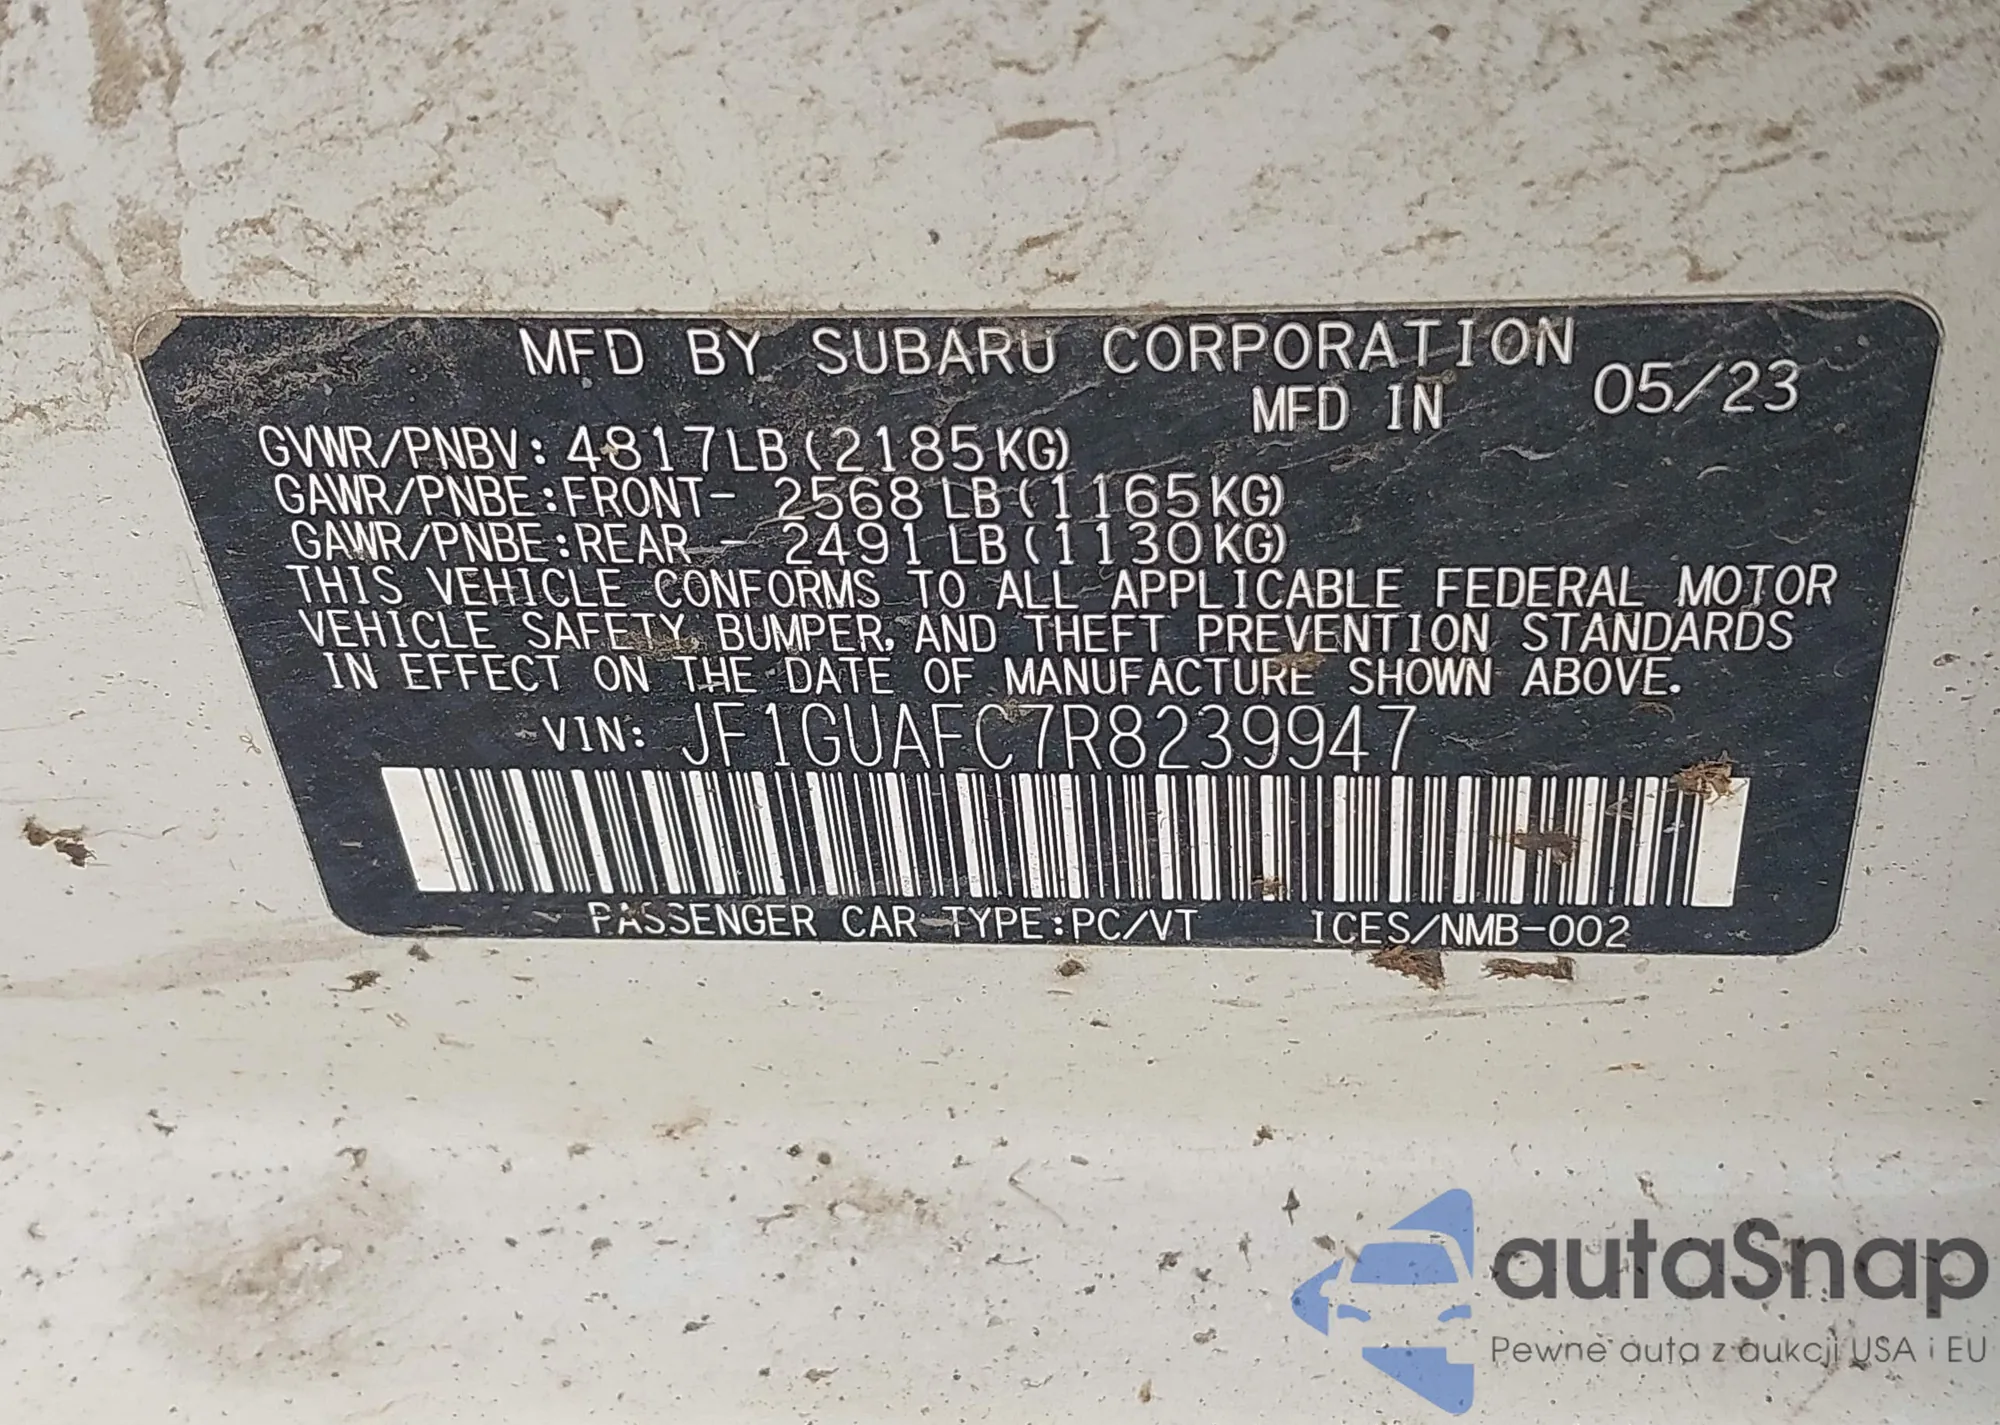 MFD BY SUBARU CORPORATION
MFD IN 05/23
GVWR/PNBV: 4817LB(2185KG)
GAWR/PNBE:FRONT- 2568 LB(1165KG)
GAWR/PNBE:REAR - 2491 LB(1130KG)
THIS VEHICLE CONFORMS TO ALL APPLICABLE FEDERAL MOTOR
VEHICLE SAFETY, BUMPER, AND THEFT PREVENTION STANDARDS
IN EFFECT ON THE DATE OF MANUFACTURE SHOWN ABOVE.
VIN: JF1GUAFC7R8239947
PASSENGER CAR TYPE:PC/VT ICES/NMB-002
autaSnap
Pewne auta z aukcji USA i EU